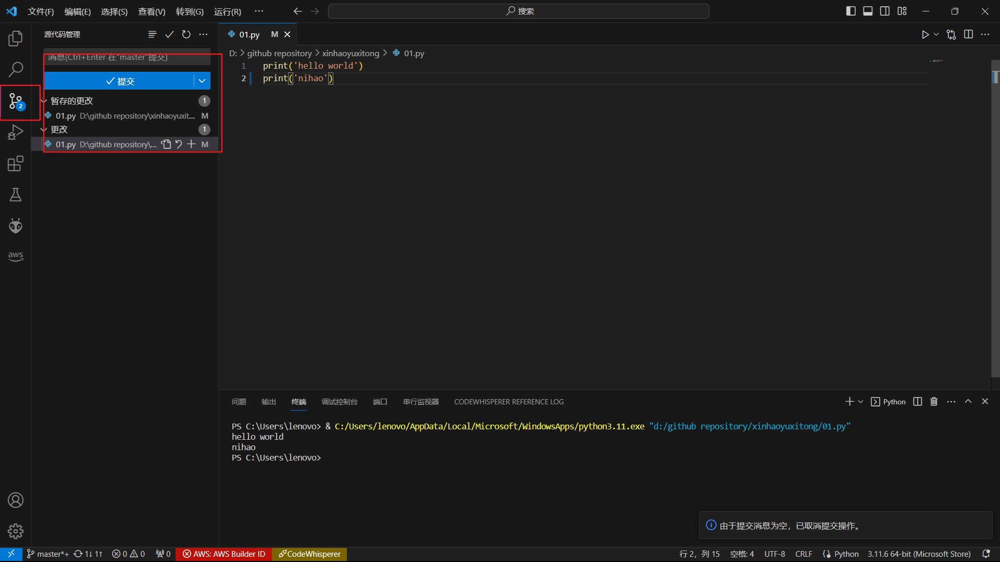 文件(F) 编辑(E) 选择(S) 查看(V) 转到(G) 运行(R) ··· 搜索
源代码管理
消息(Ctrl+Enter 在"master"提交)
提交
暂存的更改 1
01.py D:\github repository\xinhaoyuxit... M
更改 1
01.py D:\github repository\... M
2
aws
01.py M
D: > github repository > xinhaoyuxitong > 01.py
1 print('hello world')
2 print('nihao')
问题 输出 终端 调试控制台 端口 串行监视器 CODEWHISPERER REFERENCE LOG Python
PS C:\Users\lenovo> & C:/Users/lenovo/AppData/Local/Microsoft/WindowsApps/python3.11.exe "d:/github repository/xinhaoyuxitong/01.py"
hello world
nihao
PS C:\Users\lenovo>
由于提交消息为空，已取消提交操作。
master*+ 1↓ 1↑ 0 0 0 AWS: AWS Builder ID CodeWhisperer 行 2，列 15 空格: 4 UTF-8 CRLF Python 3.11.6 64-bit (Microsoft Store)